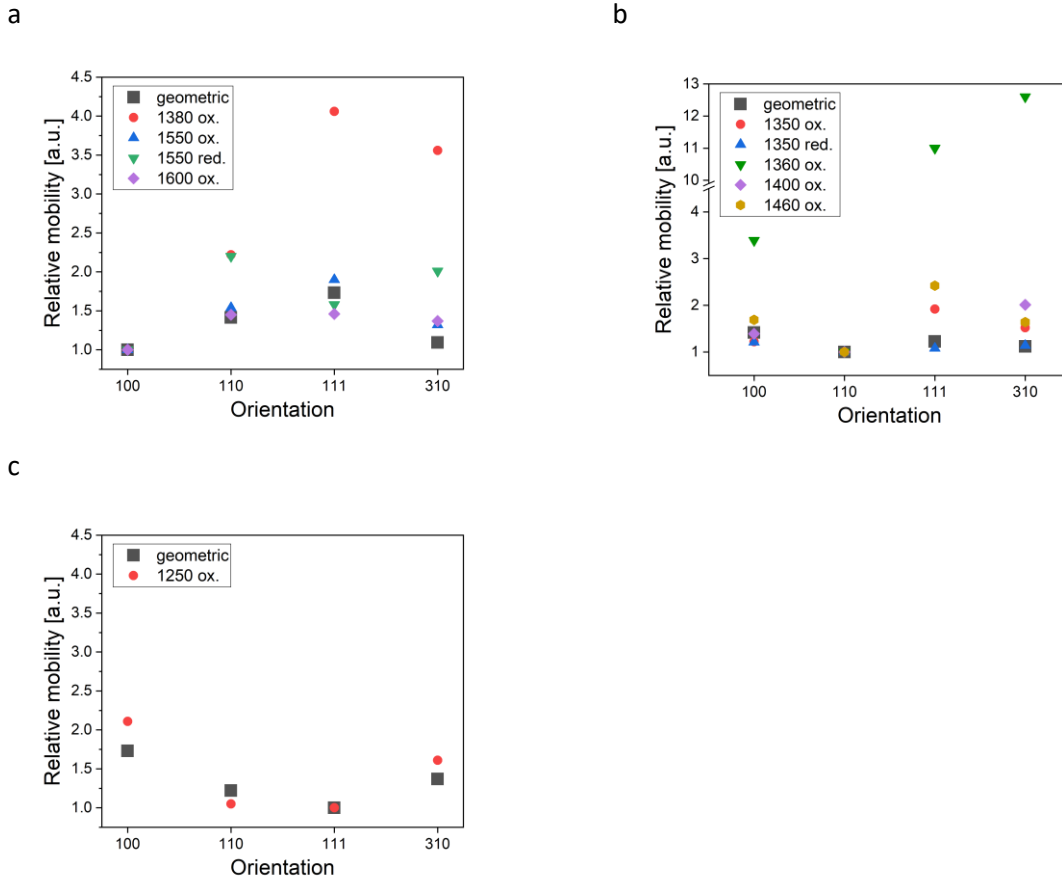 a
Relative mobility [a.u.]
4.5
4.0
3.5
3.0
2.5
2.0
1.5
1.0
geometric
1380 ox.
1550 ox.
1550 red.
1600 ox.
100 110 111 310
Orientation
b
Relative mobility [a.u.]
13
12
11
10
4
3
2
1
geometric
1350 ox.
1350 red.
1360 ox.
1400 ox.
1460 ox.
100 110 111 310
Orientation
c
Relative mobility [a.u.]
4.5
4.0
3.5
3.0
2.5
2.0
1.5
1.0
geometric
1250 ox.
100 110 111 310
Orientation